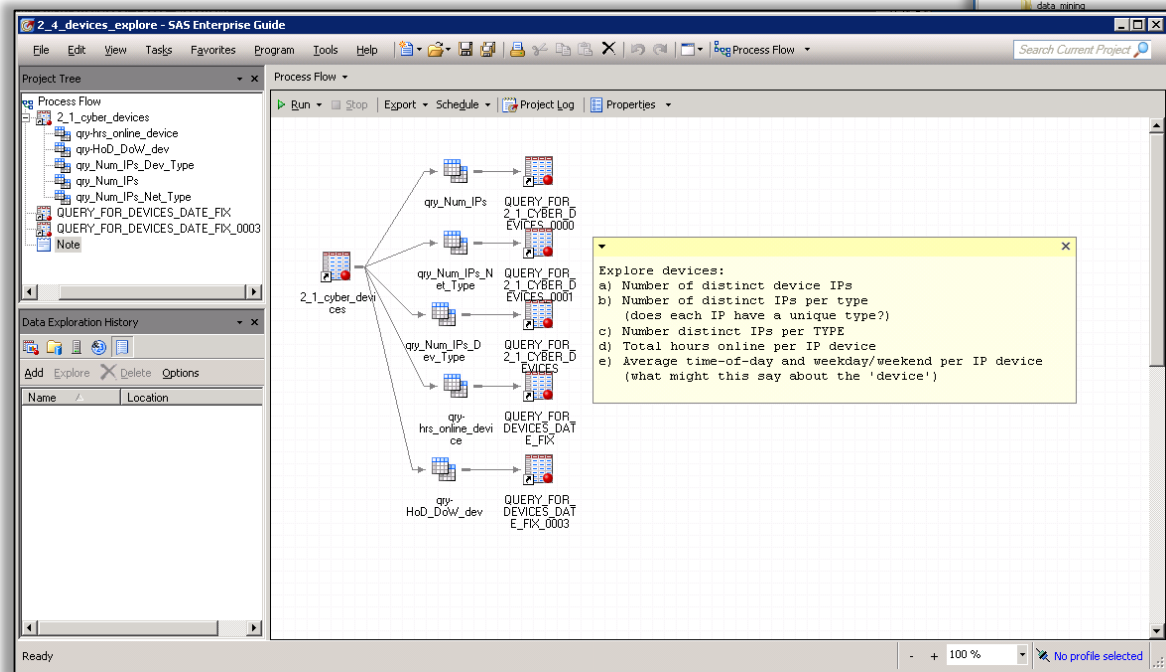 data_mining
2_4_devices_explore - SAS Enterprise Guide
File Edit View Tasks Favorites Program Tools Help Process Flow Search Current Project
Project Tree
Process Flow
2_1_cyber_devices
qry-hrs_online_device
qry-HoD_DoW_dev
qry_Num_IPs_Dev_Type
qry_Num_IPs
qry_Num_IPs_Net_Type
QUERY_FOR_DEVICES_DATE_FIX
QUERY_FOR_DEVICES_DATE_FIX_0003
Note
Data Exploration History
Add Explore Delete Options
Name Location
Process Flow
Run Stop Export Schedule Project Log Properties
2_1_cyber_devi
ces
qry_Num_IPs
QUERY_FOR_
2_1_CYBER_D
EVICES_0000
qry_Num_IPs_N
et_Type
QUERY_FOR_
2_1_CYBER_D
EVICES_0001
qry_Num_IPs_D
ev_Type
QUERY_FOR_
2_1_CYBER_D
EVICES
qry-
hrs_online_devi
ce
QUERY_FOR_
DEVICES_DAT
E_FIX
qry-
HoD_DoW_dev
QUERY_FOR_
DEVICES_DAT
E_FIX_0003
Explore devices:
a) Number of distinct device IPs
b) Number of distinct IPs per type
(does each IP have a unique type?)
c) Number distinct IPs per TYPE
d) Total hours online per IP device
e) Average time-of-day and weekday/weekend per IP device
(what might this say about the 'device')
Ready
- + 100 % No profile selected